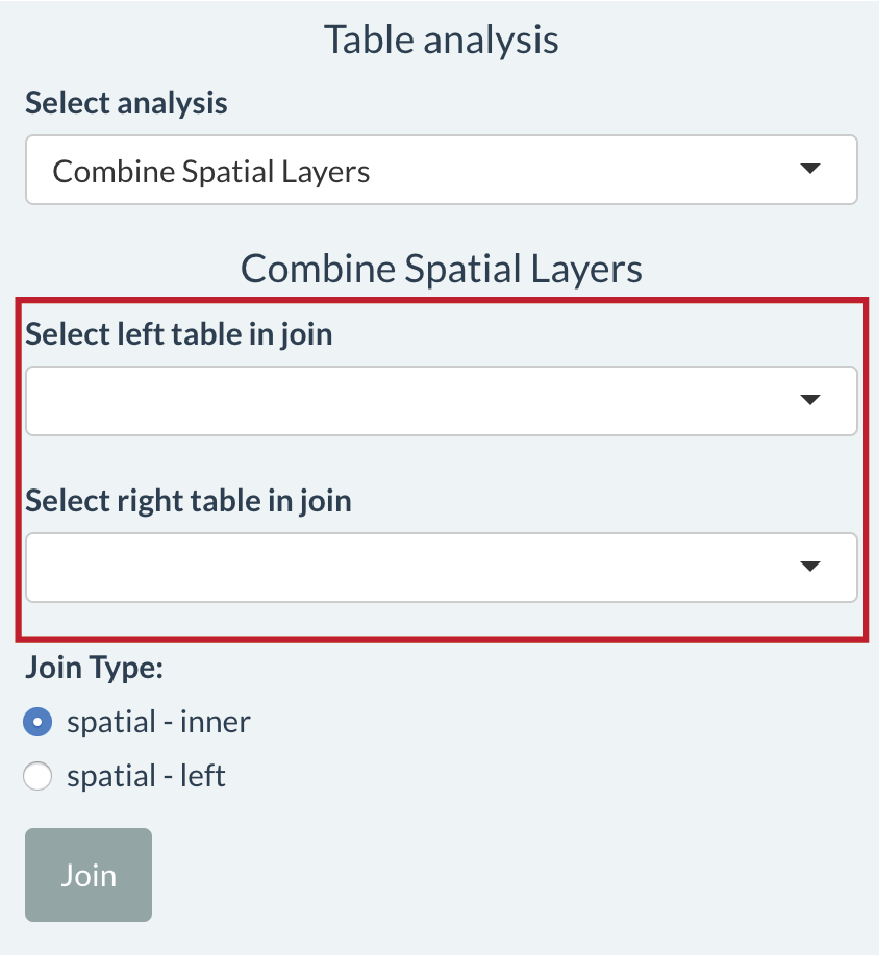 Table analysis
Select analysis
Combine Spatial Layers
Combine Spatial Layers
Select left table in join
Select right table in join
Join Type:
spatial - inner
spatial - left
Join